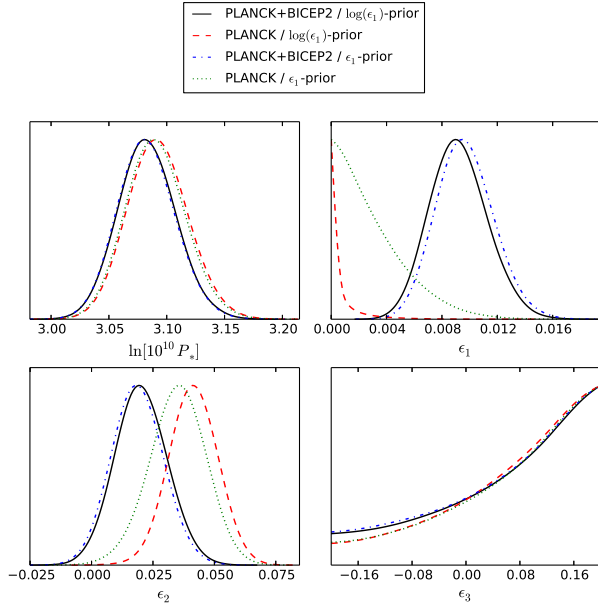 PLANCK+BICEP2 / log(ϵ₁)-prior
PLANCK / log(ϵ₁)-prior
PLANCK+BICEP2 / ϵ₁-prior
PLANCK / ϵ₁-prior
3.00 3.05 3.10 3.15 3.20
ln[10¹⁰ P_*]
0.000 0.004 0.008 0.012 0.016
ϵ₁
−0.025 0.000 0.025 0.050 0.075
ϵ₂
−0.16 −0.08 0.00 0.08 0.16
ϵ₃